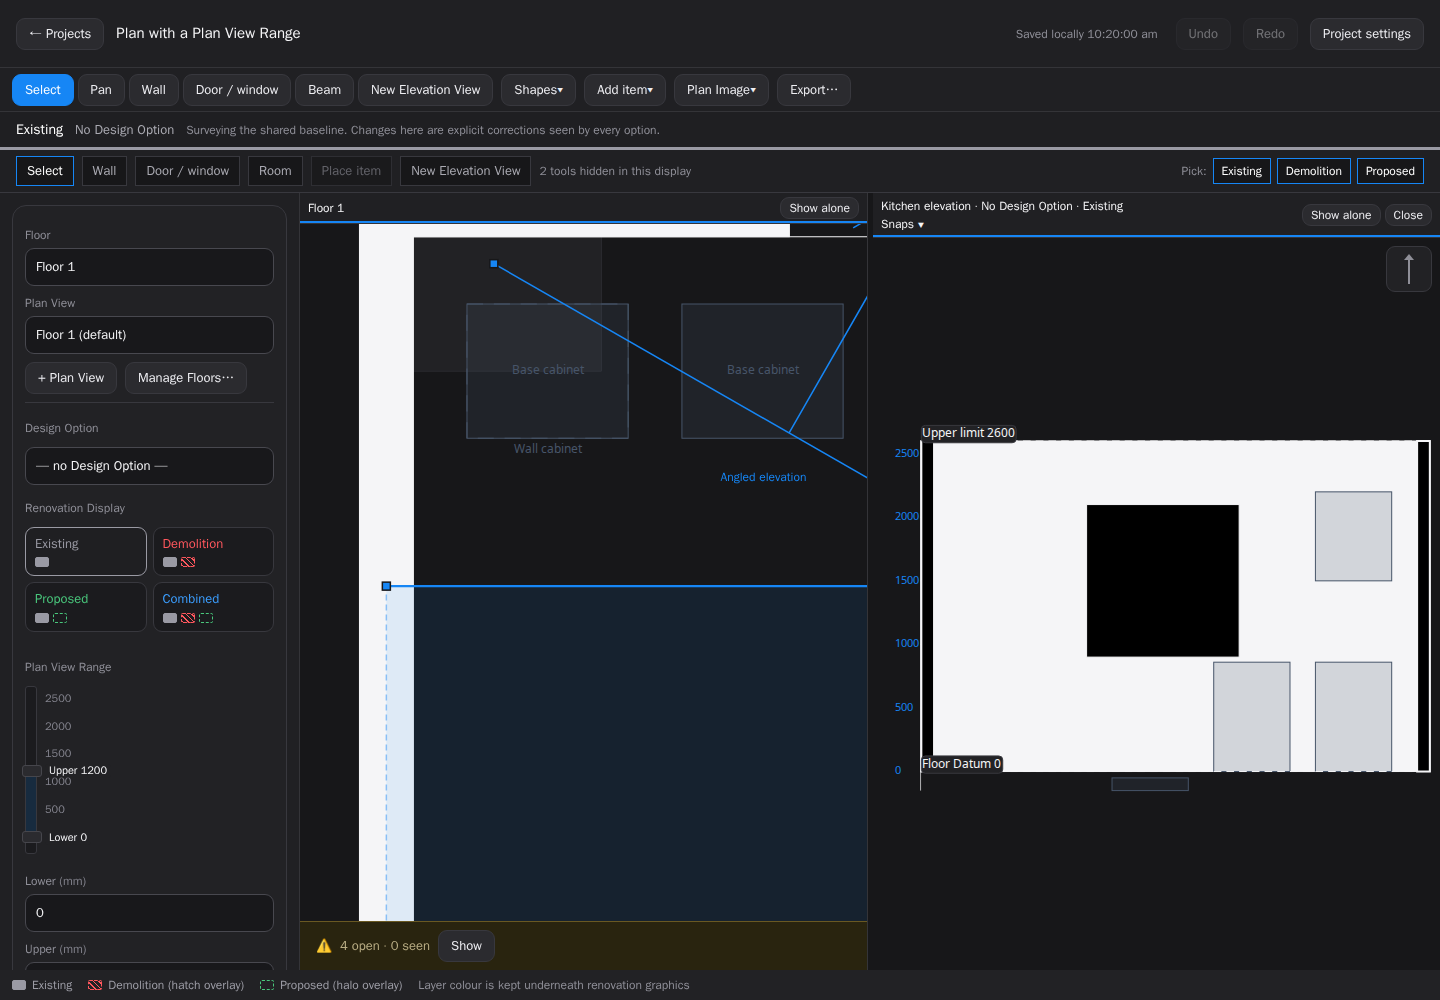 ← Projects
Plan with a Plan View Range
Saved locally 10:20:00 am
Undo
Redo
Project settings
Select
Pan
Wall
Door / window
Beam
New Elevation View
Shapes▾
Add item▾
Plan Image▾
Export⋯
Existing
No Design Option
Surveying the shared baseline. Changes here are explicit corrections seen by every option.
Select
Wall
Door / window
Room
Place item
New Elevation View
2 tools hidden in this display
Pick:
Existing
Demolition
Proposed
Floor
Floor 1
Plan View
Floor 1 (default)
+ Plan View
Manage Floors⋯
Design Option
— no Design Option —
Renovation Display
Existing
Demolition
Proposed
Combined
Plan View Range
2500
2000
1500
Upper 1200
1000
500
Lower 0
Lower (mm)
0
Upper (mm)
Floor 1
Show alone
Base cabinet
Base cabinet
Wall cabinet
Angled elevation
⚠️ 4 open · 0 seen
Show
Kitchen elevation · No Design Option · Existing
Snaps ▾
Show alone
Close
Upper limit 2600
2500
2000
1500
1000
500
0
Floor Datum 0
Existing
Demolition (hatch overlay)
Proposed (halo overlay)
Layer colour is kept underneath renovation graphics